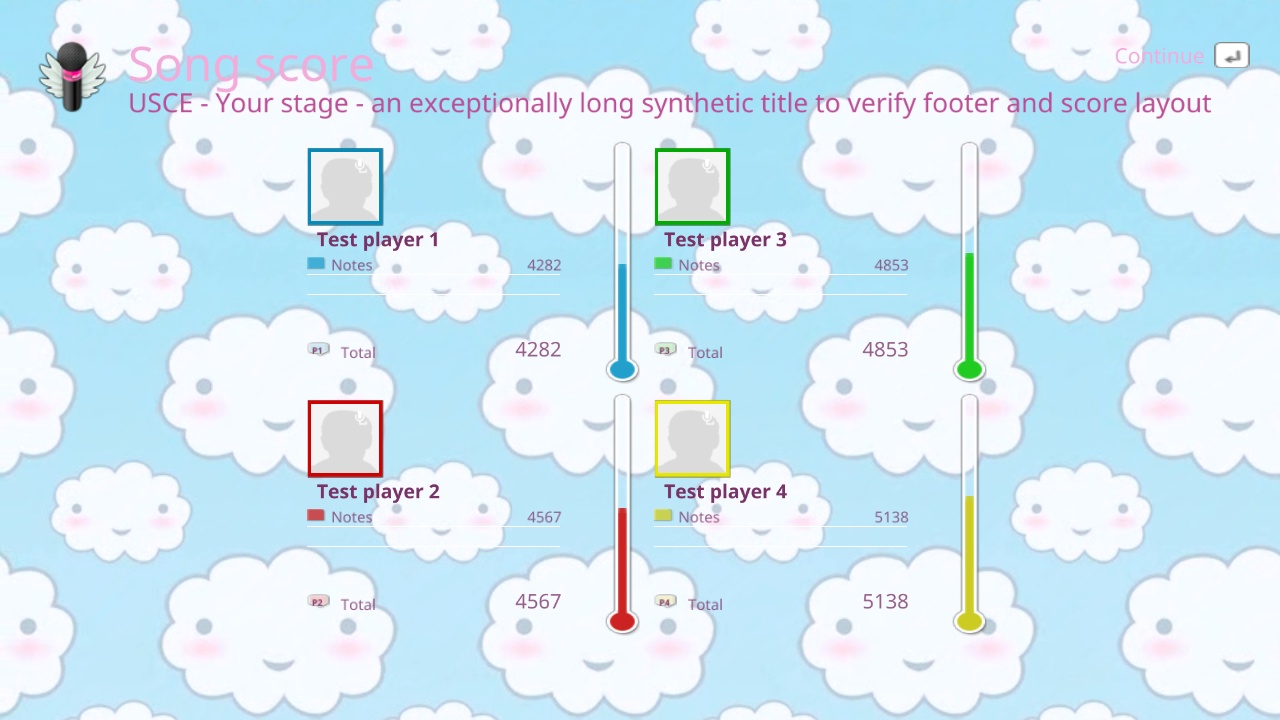 Song score
Continue
USCE - Your stage - an exceptionally long synthetic title to verify footer and score layout
Test player 1
Notes 4282
P1 Total 4282
Test player 3
Notes 4853
P3 Total 4853
Test player 2
Notes 4567
P2 Total 4567
Test player 4
Notes 5138
P4 Total 5138